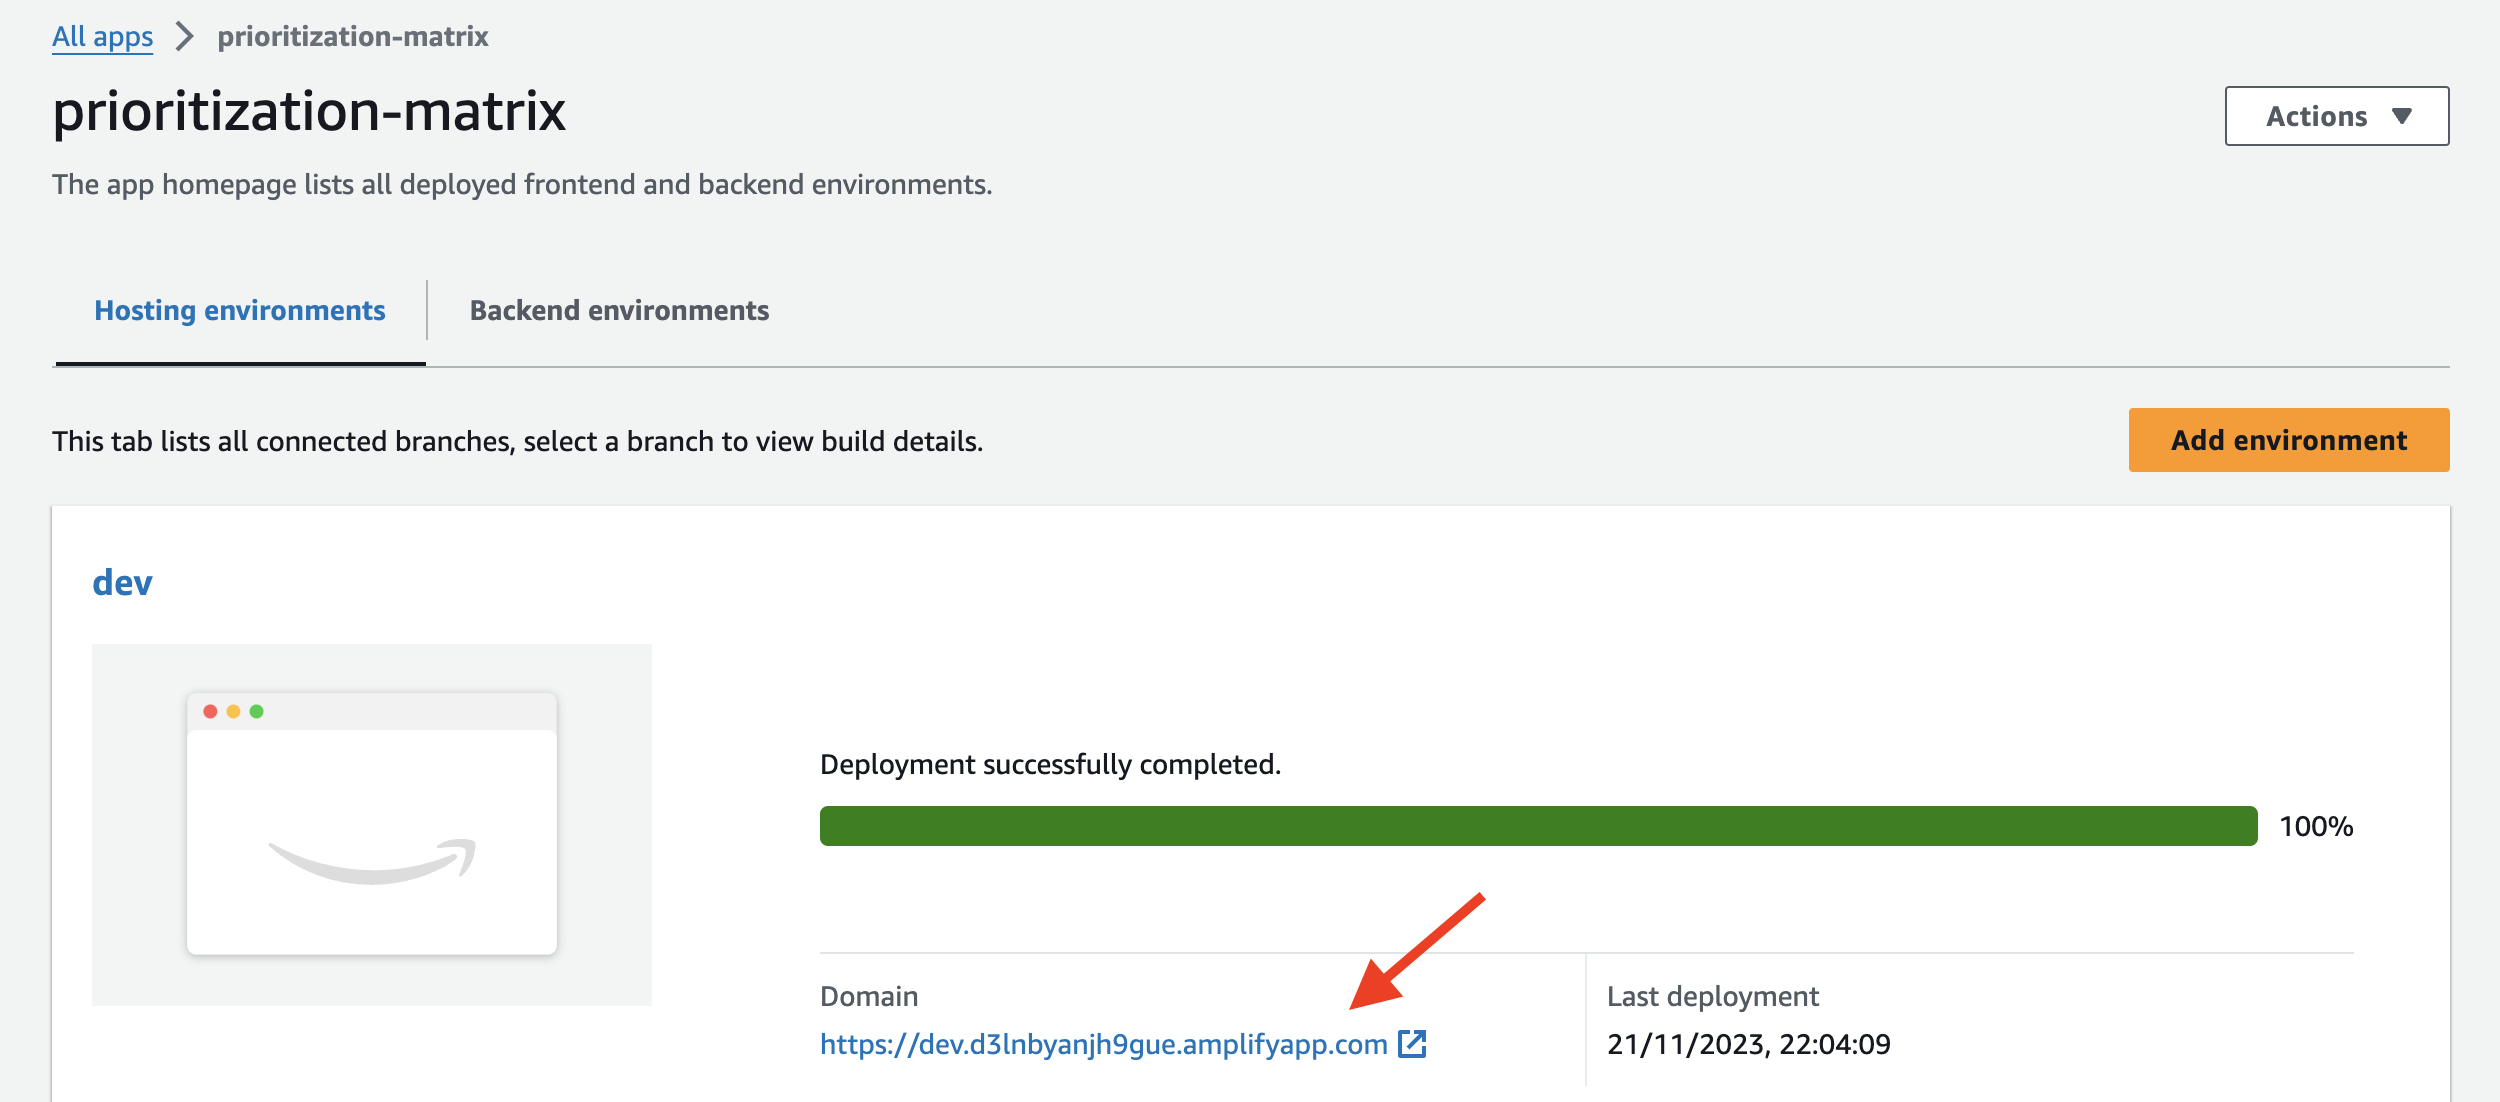 All apps > prioritization-matrix
prioritization-matrix
Actions
The app homepage lists all deployed frontend and backend environments.
Hosting environments
Backend environments
This tab lists all connected branches, select a branch to view build details.
Add environment
dev
Deployment successfully completed.
100%
Domain
https://dev.d3lnbyanjh9gue.amplifyapp.com
Last deployment
21/11/2023, 22:04:09